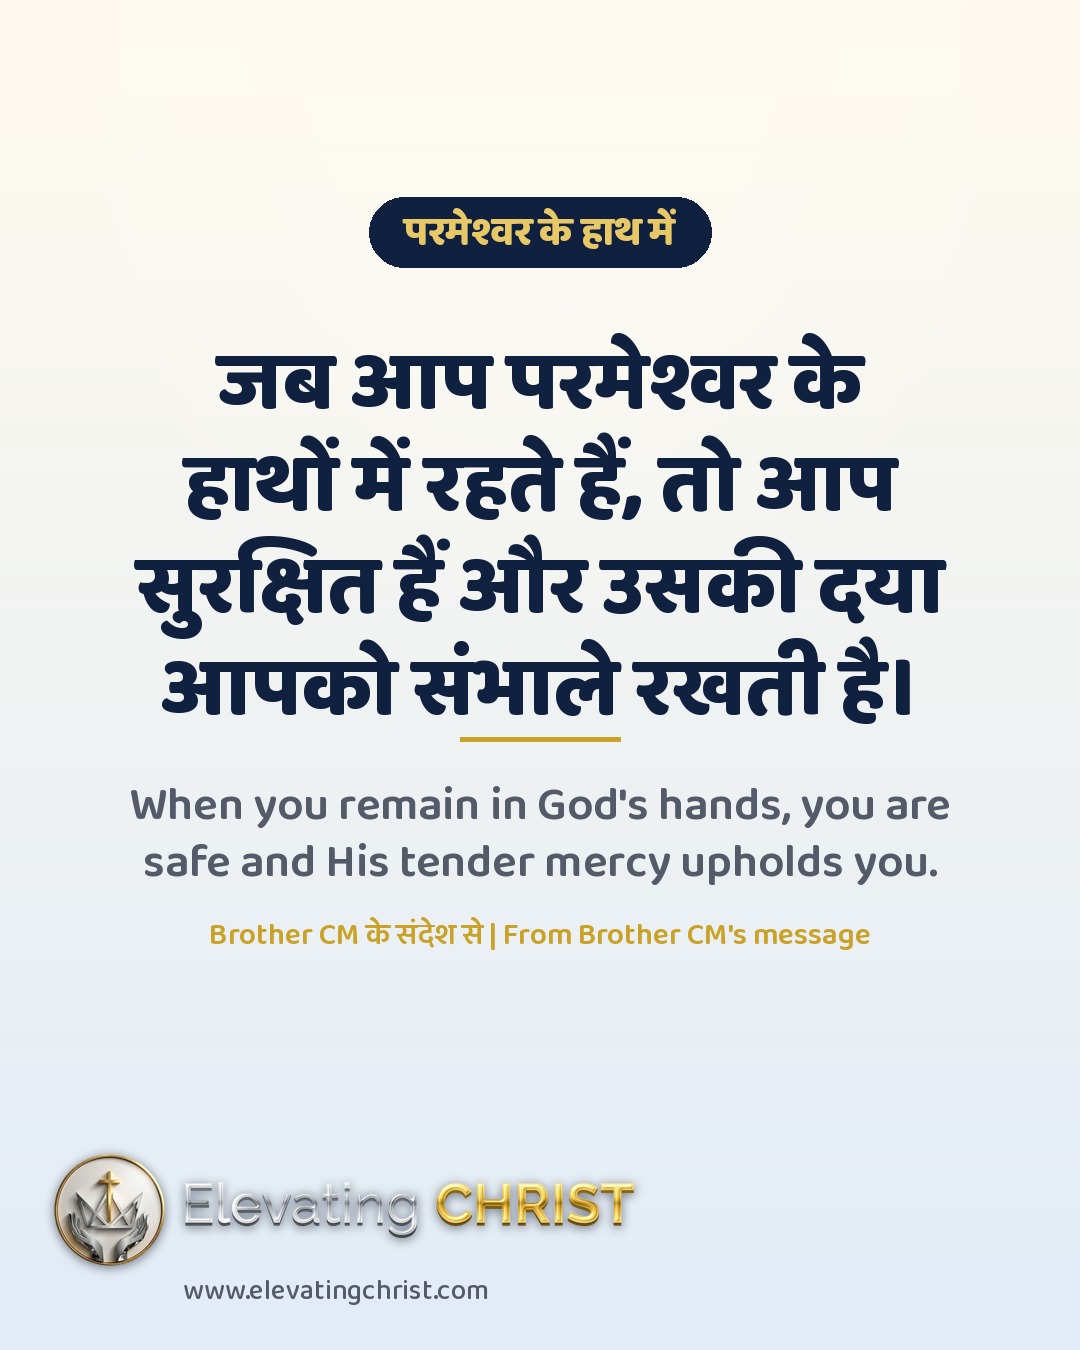 परमेश्वर के हाथ में
जब आप परमेश्वर के
हाथों में रहते हैं, तो आप
सुरक्षित हैं और उसकी दया
आपको संभाले रखती है।
When you remain in God's hands, you are
safe and His tender mercy upholds you.
Brother CM के संदेश से | From Brother CM's message
Elevating CHRIST
www.elevatingchrist.com